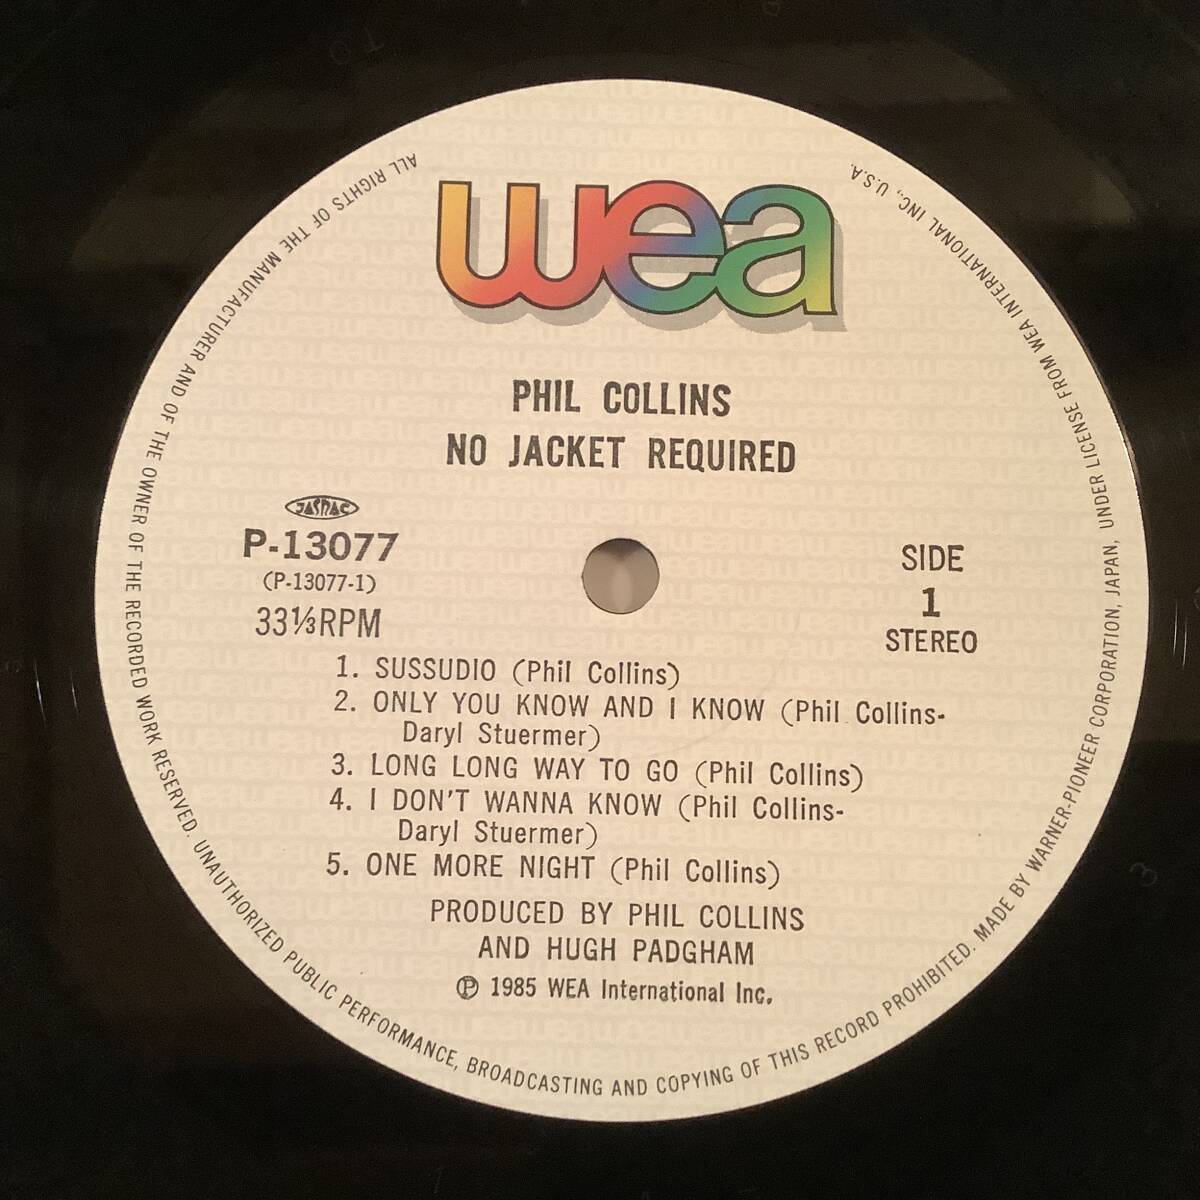 wea
PHIL COLLINS
NO JACKET REQUIRED
JASRAC
P-13077
(P-13077-1)
33⅓RPM
SIDE
1
STEREO
1. SUSSUDIO (Phil Collins)
2. ONLY YOU KNOW AND I KNOW (Phil Collins-
Daryl Stuermer)
3. LONG LONG WAY TO GO (Phil Collins)
4. I DON'T WANNA KNOW (Phil Collins-
Daryl Stuermer)
5. ONE MORE NIGHT (Phil Collins)
PRODUCED BY PHIL COLLINS
AND HUGH PADGHAM
℗ 1985 WEA International Inc.
ALL RIGHTS OF THE MANUFACTURER AND OF THE OWNER OF THE RECORDED WORK RESERVED. UNAUTHORIZED PUBLIC PERFORMANCE, BROADCASTING AND COPYING OF THIS RECORD PROHIBITED. MADE BY WARNER-PIONEER CORPORATION, JAPAN, UNDER LICENSE FROM WEA INTERNATIONAL INC., U.S.A.